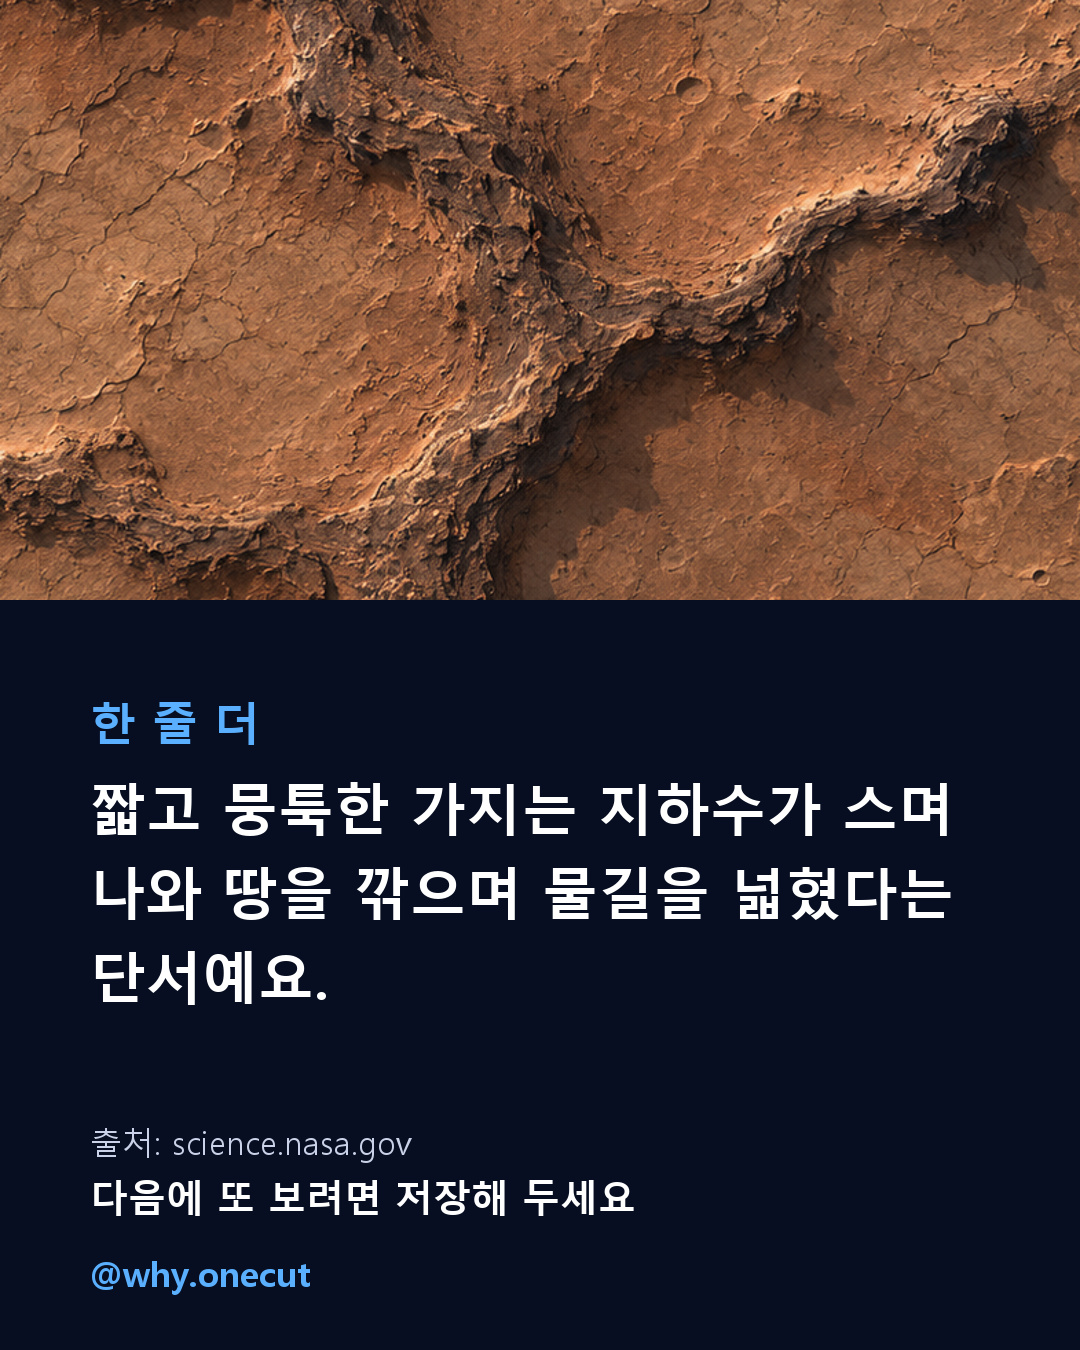 한 줄 더
짧고 뭉툭한 가지는 지하수가 스며
나와 땅을 깎으며 물길을 넓혔다는
단서예요.
출처: science.nasa.gov
다음에 또 보려면 저장해 두세요
@why.onecut